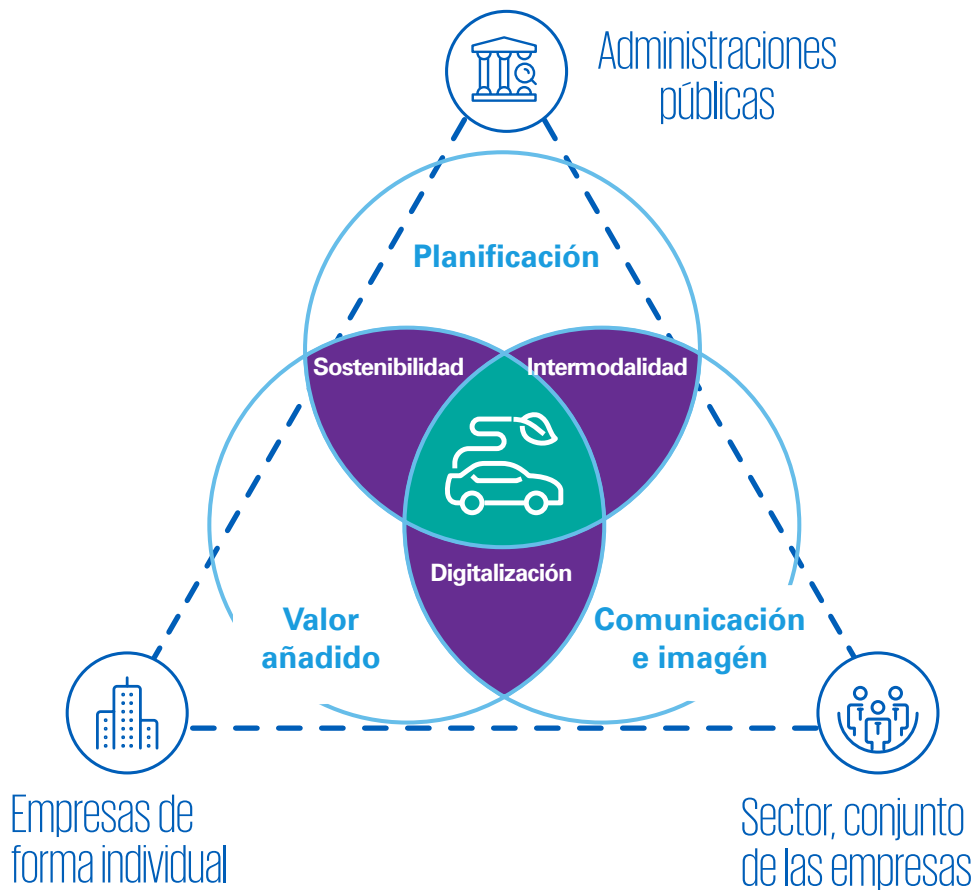 Administraciones
públicas
Planificación
Sostenibilidad
Intermodalidad
Digitalización
Valor
añadido
Comunicación
e imagén
Empresas de
forma individual
Sector, conjunto
de las empresas